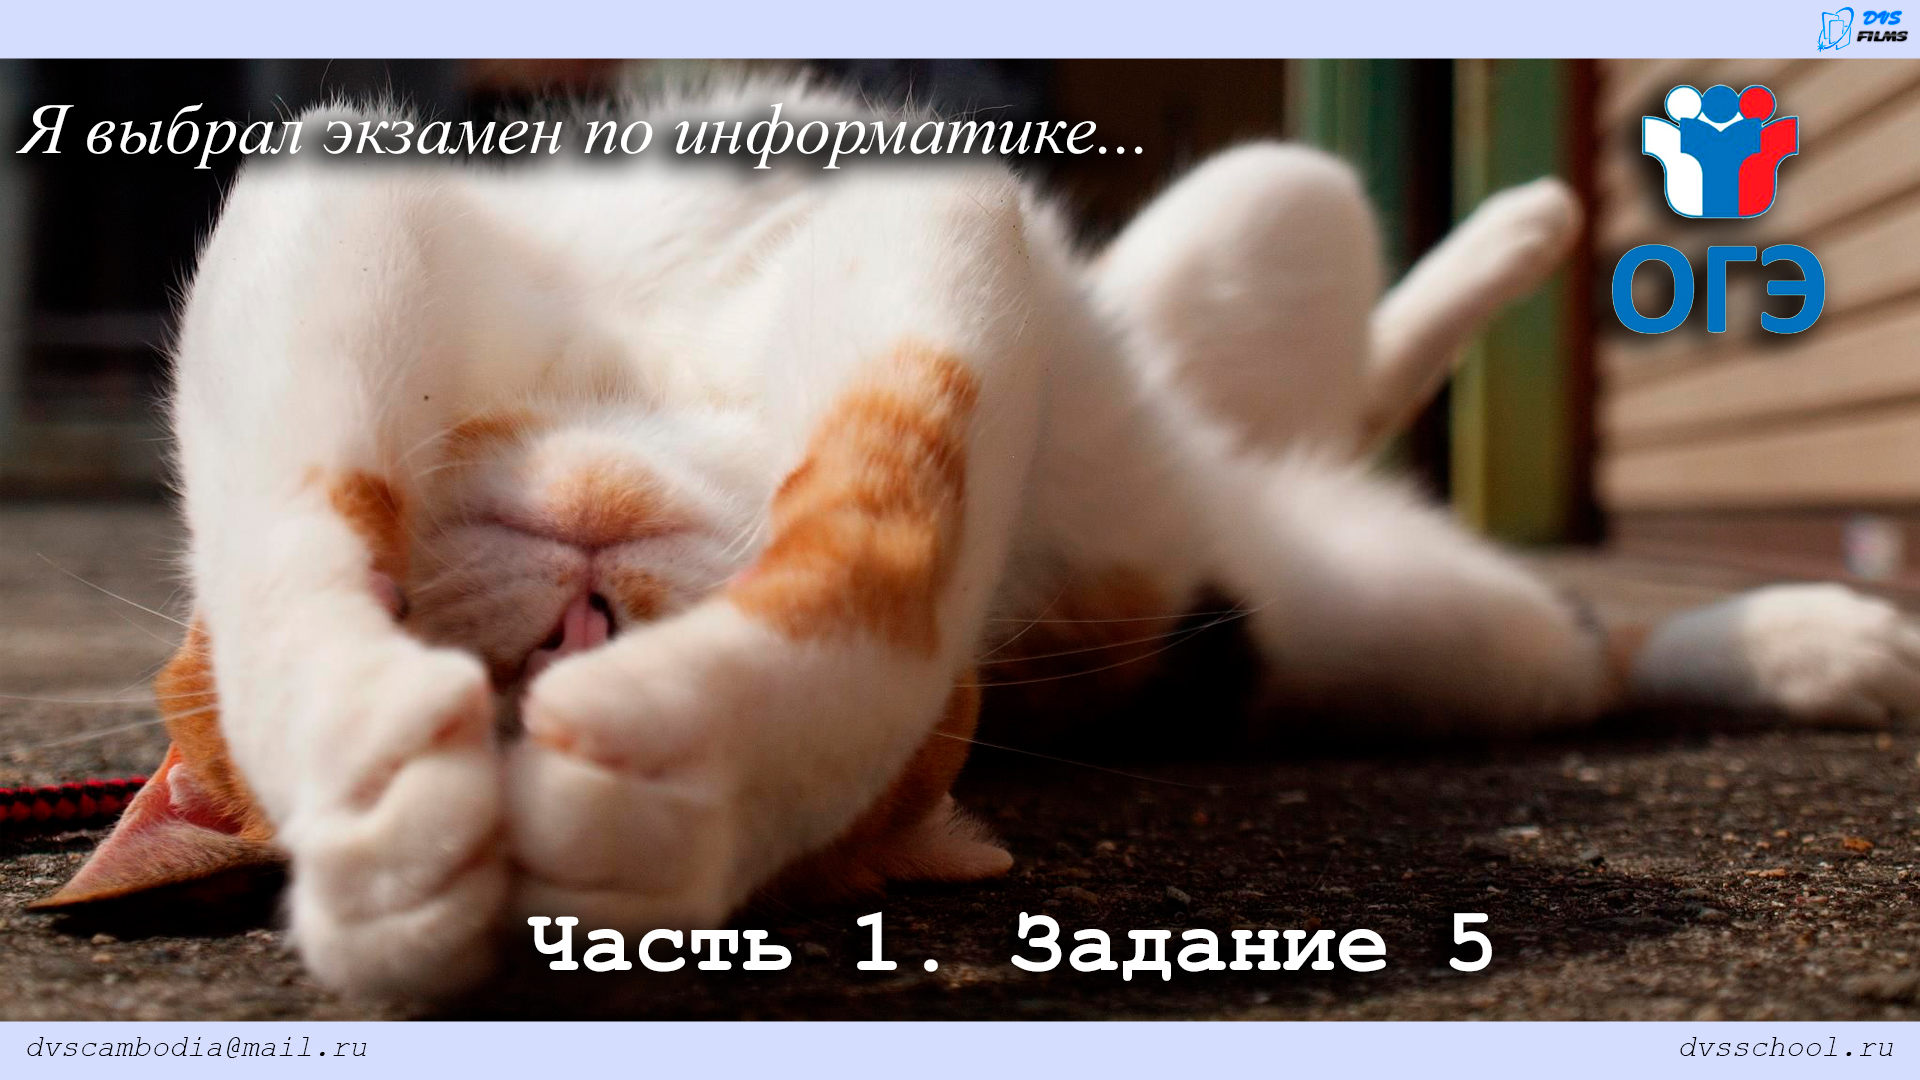 DVS
FILMS
Я выбрал экзамен по информатике...
ОГЭ
Часть 1. Задание 5
dvscambodia@mail.ru
dvsschool.ru